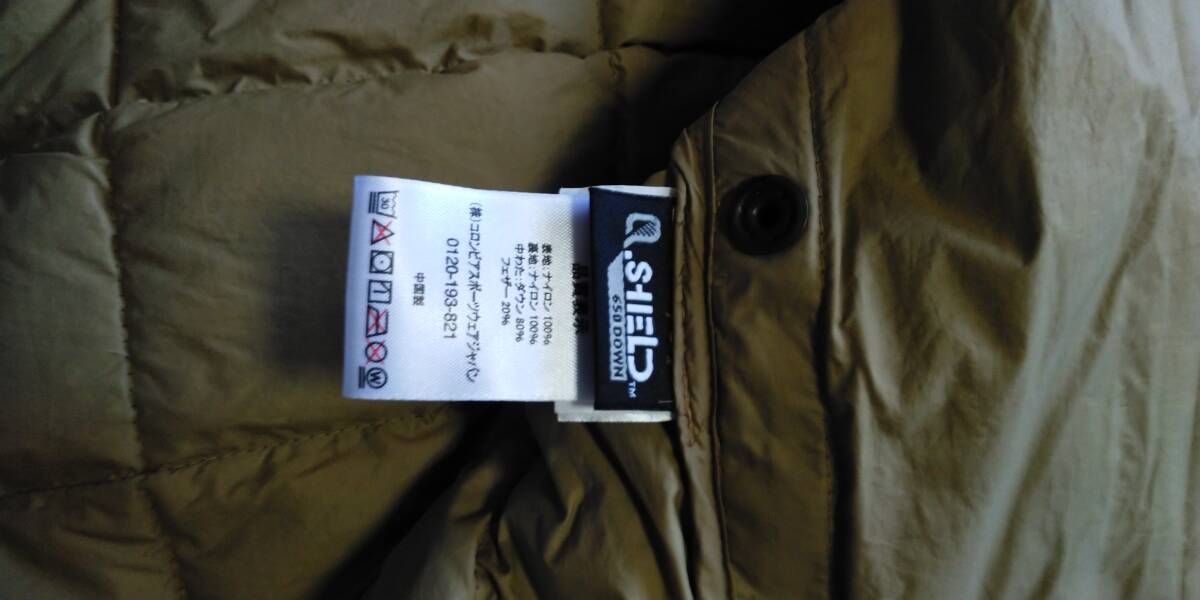 Q.SHIELD™
650 DOWN
品質表示
表地:ナイロン 100%
裏地:ナイロン 100%
中わた:ダウン 80%
フェザー 20%
(株)コロンビアスポーツウェアジャパン
0120-193-821
中国製
30
W